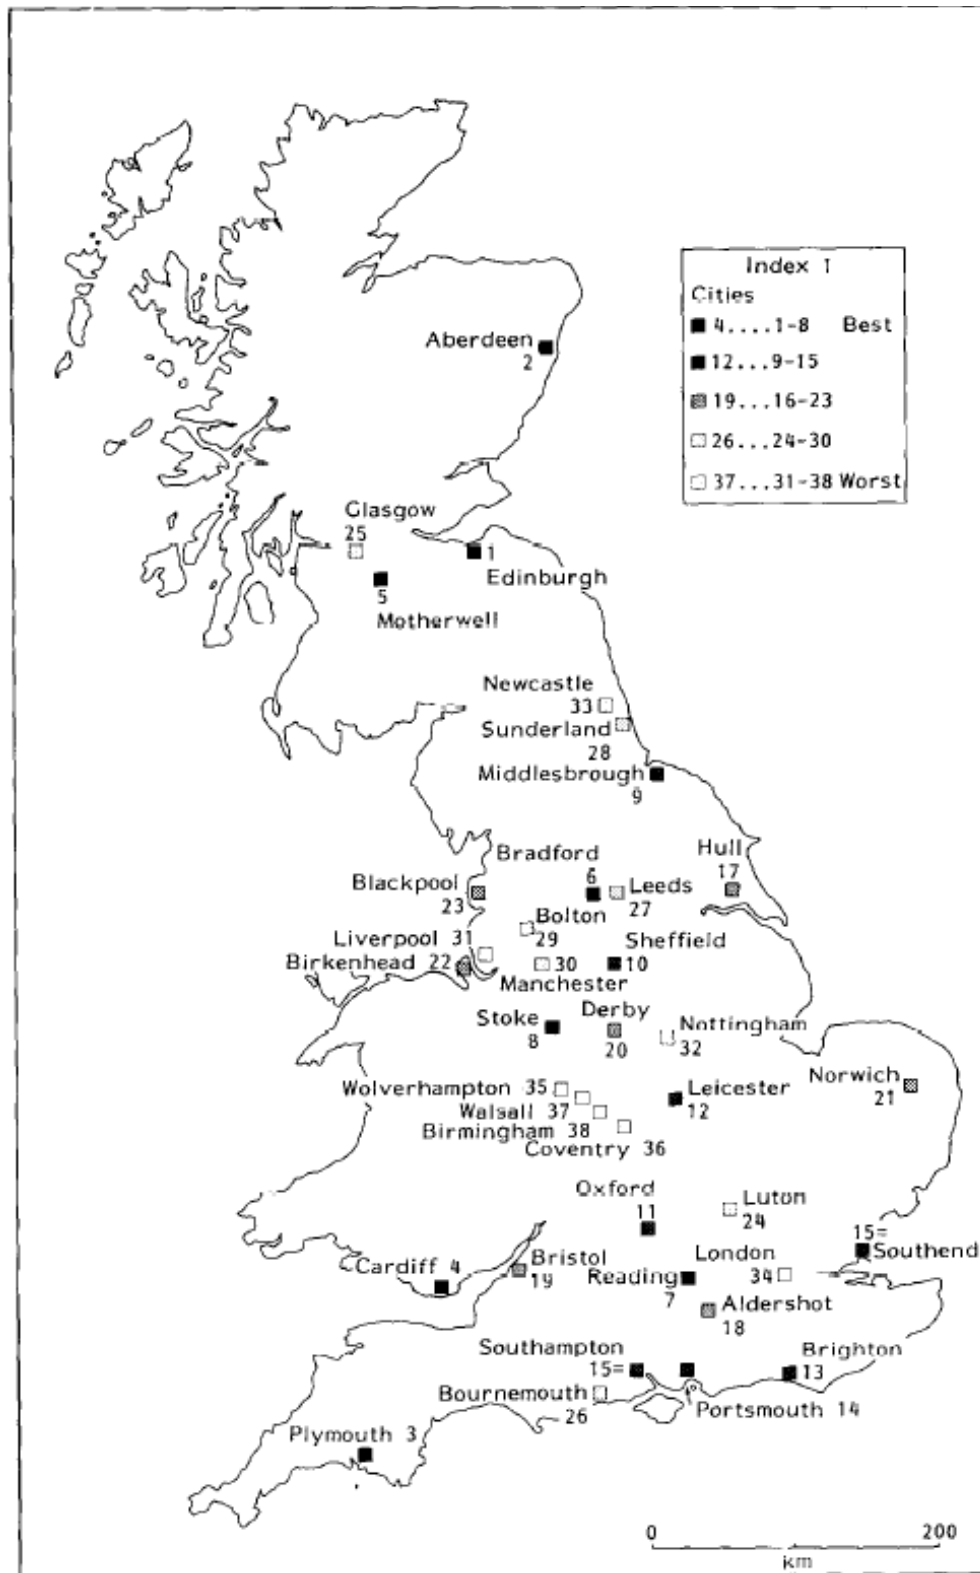 Index 1
Cities
4....1-8 Best
12...9-15
19...16-23
26...24-30
37...31-38 Worst
Aberdeen
2
Glasgow
25
1
Edinburgh
5
Motherwell
Newcastle
33
Sunderland
28
Middlesbrough
9
Bradford
6
Hull
17
Blackpool
23
Leeds
27
Bolton
29
Liverpool 31
Sheffield
10
Birkenhead 22
30
Manchester
Stoke
8
Derby
20
Nottingham
32
Wolverhampton 35
Leicester
12
Norwich
21
Walsall 37
Birmingham 38
Coventry 36
Oxford
11
Luton
24
15=
Southend
Cardiff 4
Bristol
19
London
34
Reading
7
Aldershot
18
Southampton
15=
Brighton
13
Bournemouth
26
Portsmouth 14
Plymouth 3
0 200
km